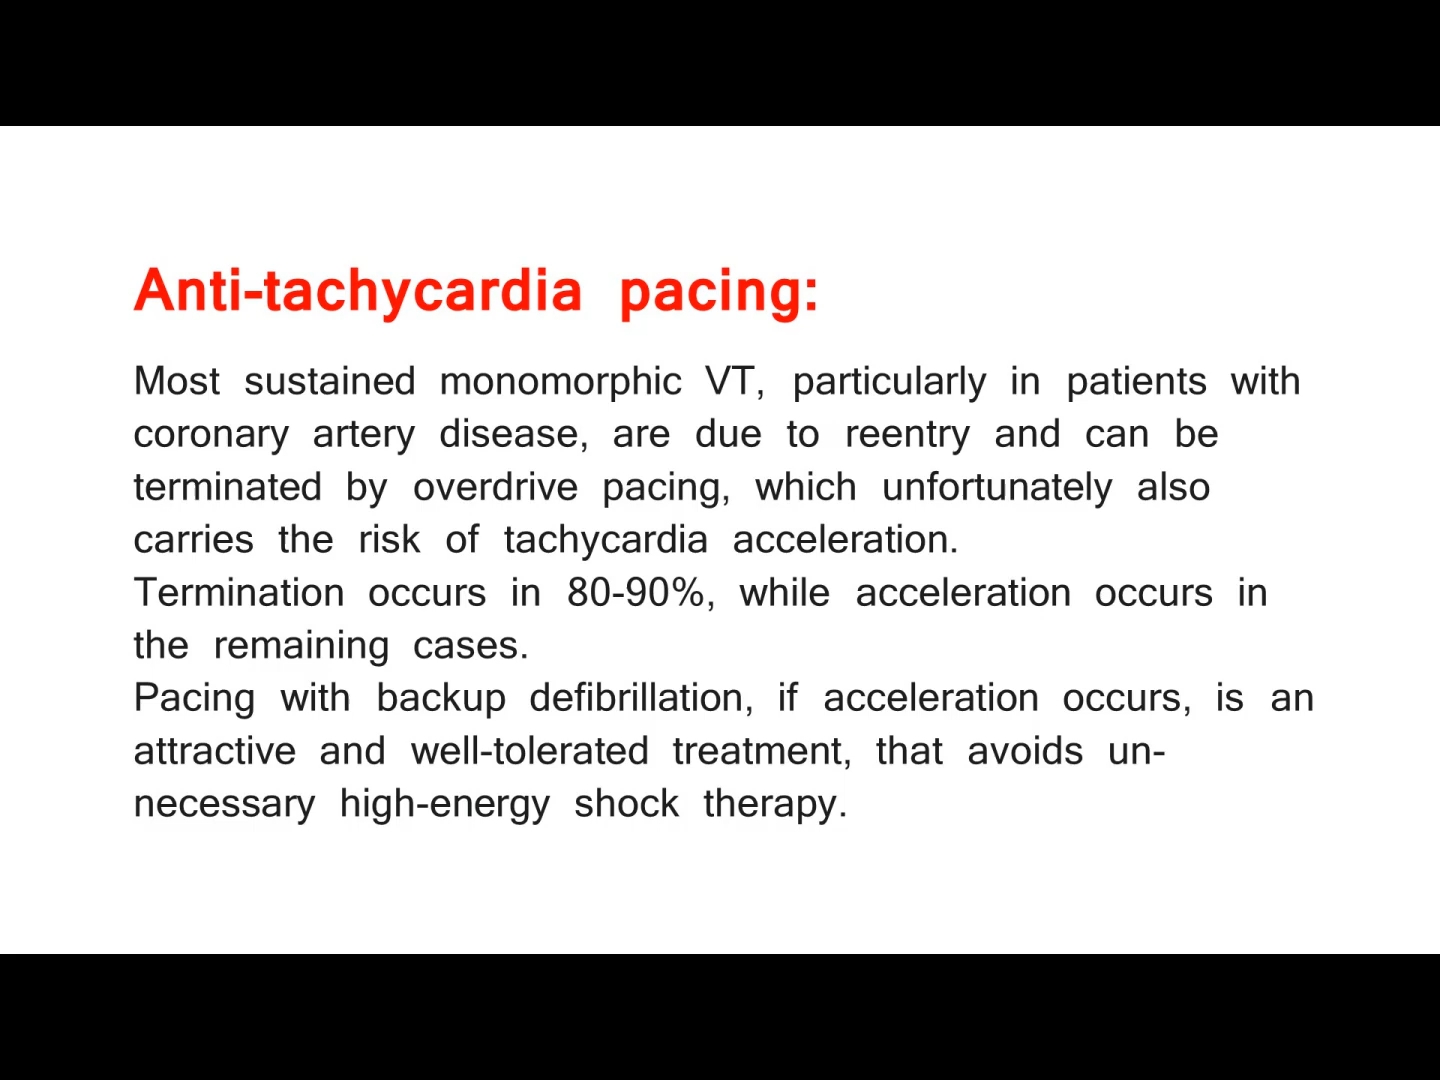 Anti-tachycardia pacing:
Most sustained monomorphic VT, particularly in patients with
coronary artery disease, are due to reentry and can be
terminated by overdrive pacing, which unfortunately also
carries the risk of tachycardia acceleration.
Termination occurs in 80-90%, while acceleration occurs in
the remaining cases.
Pacing with backup defibrillation, if acceleration occurs, is an
attractive and well-tolerated treatment, that avoids un-
necessary high-energy shock therapy.